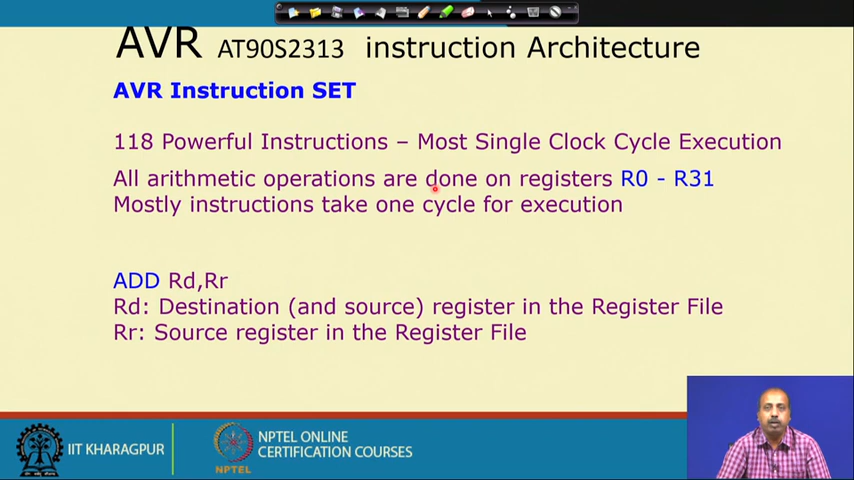 AVR AT90S2313 instruction Architecture
AVR Instruction SET
118 Powerful Instructions – Most Single Clock Cycle Execution
All arithmetic operations are done on registers R0 - R31
Mostly instructions take one cycle for execution
ADD Rd,Rr
Rd: Destination (and source) register in the Register File
Rr: Source register in the Register File
IIT KHARAGPUR
NPTEL
NPTEL ONLINE
CERTIFICATION COURSES